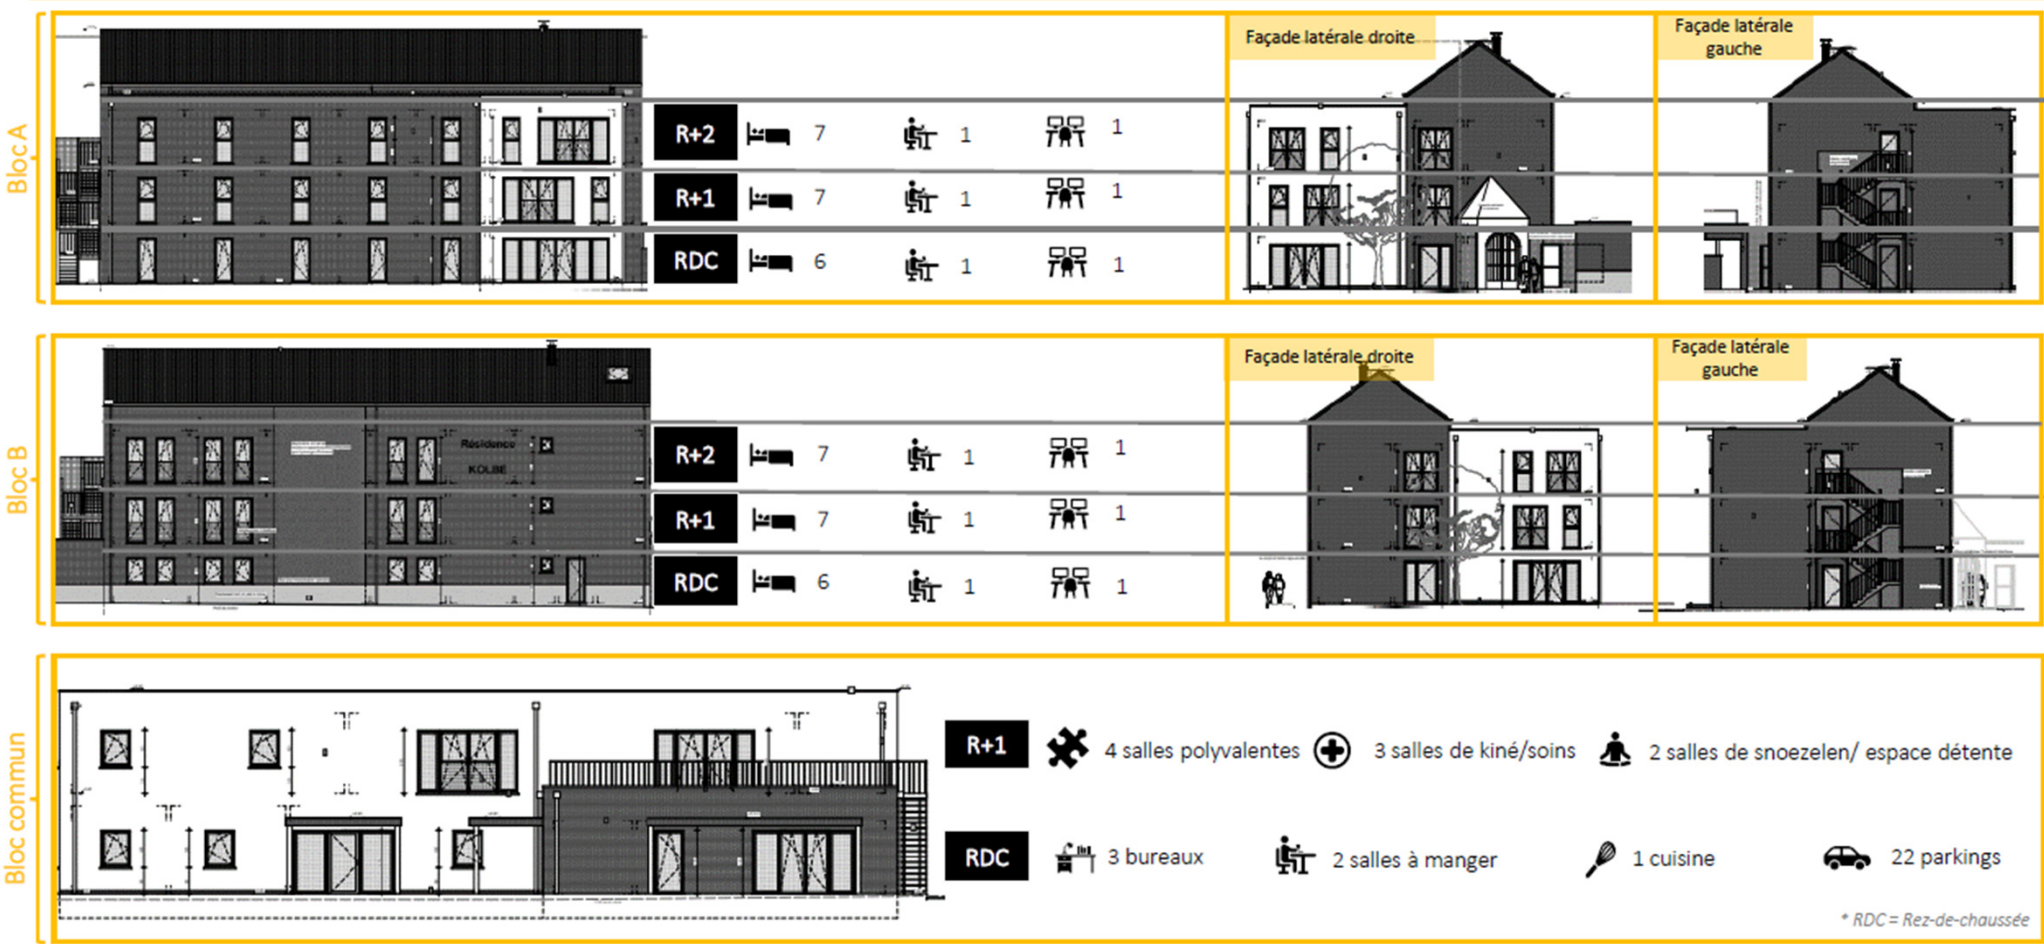 Bloc A
Façade latérale droite
Façade latérale
gauche
R+2 7 1 1
R+1 7 1 1
RDC 6 1 1
Bloc B
Façade latérale droite
Façade latérale
gauche
Résidence
KOLBE
R+2 7 1 1
R+1 7 1 1
RDC 6 1 1
Bloc commun
R+1 4 salles polyvalentes 3 salles de kiné/soins 2 salles de snoezelen/ espace détente
RDC 3 bureaux 2 salles à manger 1 cuisine 22 parkings
* RDC = Rez-de-chaussée